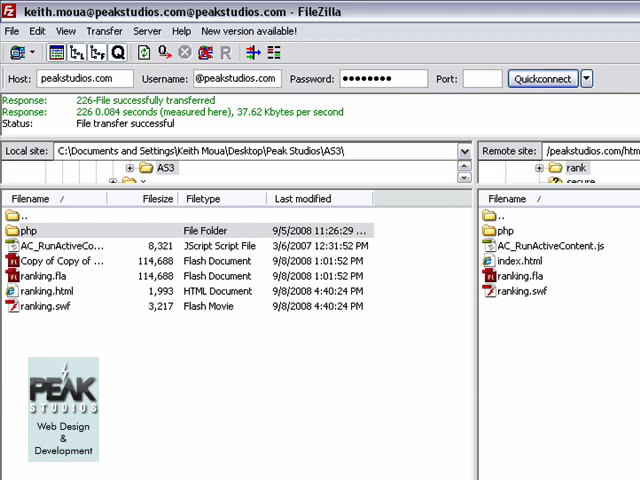 keith.moua@peakstudios.com@peakstudios.com - FileZilla
File Edit View Transfer Server Help New version available!
Host: peakstudios.com Username: @peakstudios.com Password: ●●●●●●●● Port: Quickconnect
Response: 226-File successfully transferred
Response: 226 0.084 seconds (measured here), 37.62 Kbytes per second
Status: File transfer successful
Local site: C:\Documents and Settings\Keith Moua\Desktop\Peak Studios\AS3\ Remote site: /peakstudios.com/htm
AS3 rank
secure
Filename / Filesize Filetype Last modified Filename /
.. ..
php File Folder 9/5/2008 11:26:29 ... php
AC_RunActiveCo... 8,321 JScript Script File 3/6/2007 12:31:52 PM AC_RunActiveContent.js
Copy of Copy of ... 114,688 Flash Document 9/8/2008 1:01:52 PM index.html
ranking.fla 114,688 Flash Document 9/8/2008 1:01:52 PM ranking.fla
ranking.html 1,993 HTML Document 9/8/2008 4:40:24 PM ranking.swf
ranking.swf 3,217 Flash Movie 9/8/2008 4:40:24 PM
PEAK
STUDIOS
Web Design
&
Development